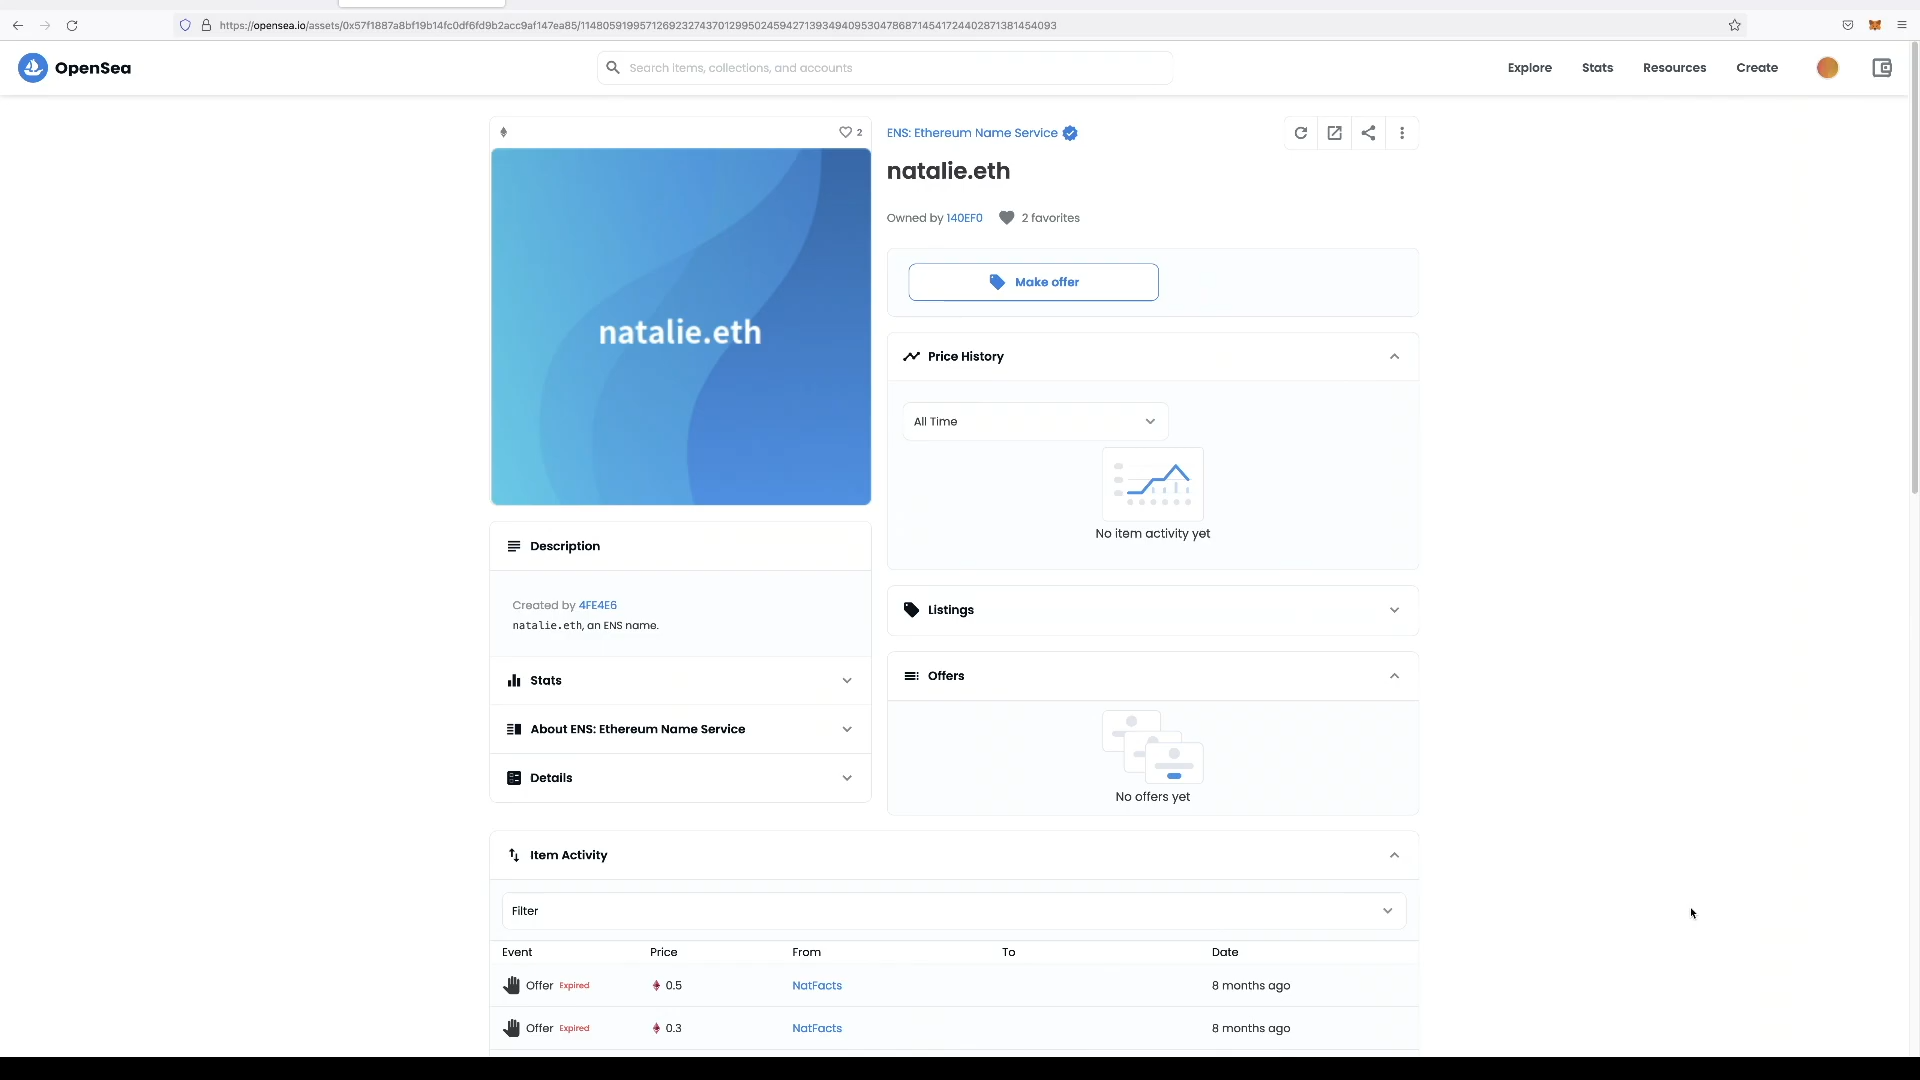 https://opensea.io/assets/0x57f1887a8bf19b14fc0df6fd9b2acc9af147ea85/114805919957126923274370129950245942713934940953047868714541724402871381454093
OpenSea
Search items, collections, and accounts
Explore
Stats
Resources
Create
2
natalie.eth
ENS: Ethereum Name Service
natalie.eth
Owned by 140EF0
2 favorites
Make offer
Price History
All Time
No item activity yet
Description
Created by 4FE4E6
natalie.eth, an ENS name.
Stats
About ENS: Ethereum Name Service
Details
Listings
Offers
No offers yet
Item Activity
Filter
Event Price From To Date
Offer Expired 0.5 NatFacts 8 months ago
Offer Expired 0.3 NatFacts 8 months ago